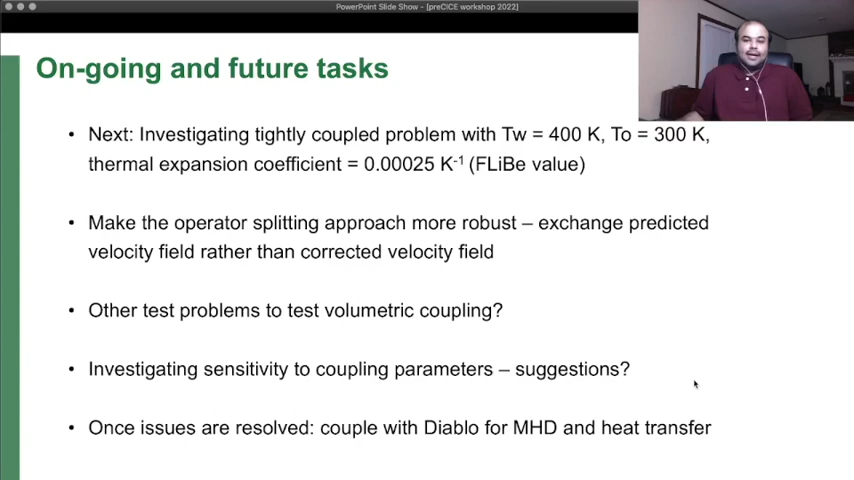 PowerPoint Slide Show - [preCICE workshop 2022]
On-going and future tasks
• Next: Investigating tightly coupled problem with Tw = 400 K, To = 300 K,
thermal expansion coefficient = 0.00025 K⁻¹ (FLiBe value)
• Make the operator splitting approach more robust – exchange predicted
velocity field rather than corrected velocity field
• Other test problems to test volumetric coupling?
• Investigating sensitivity to coupling parameters – suggestions?
• Once issues are resolved: couple with Diablo for MHD and heat transfer